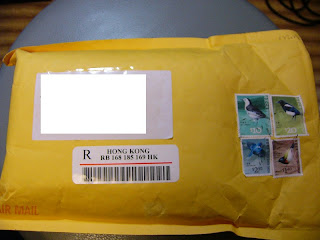 R HONG KONG
RB 168 185 169 HK
AIR MAIL